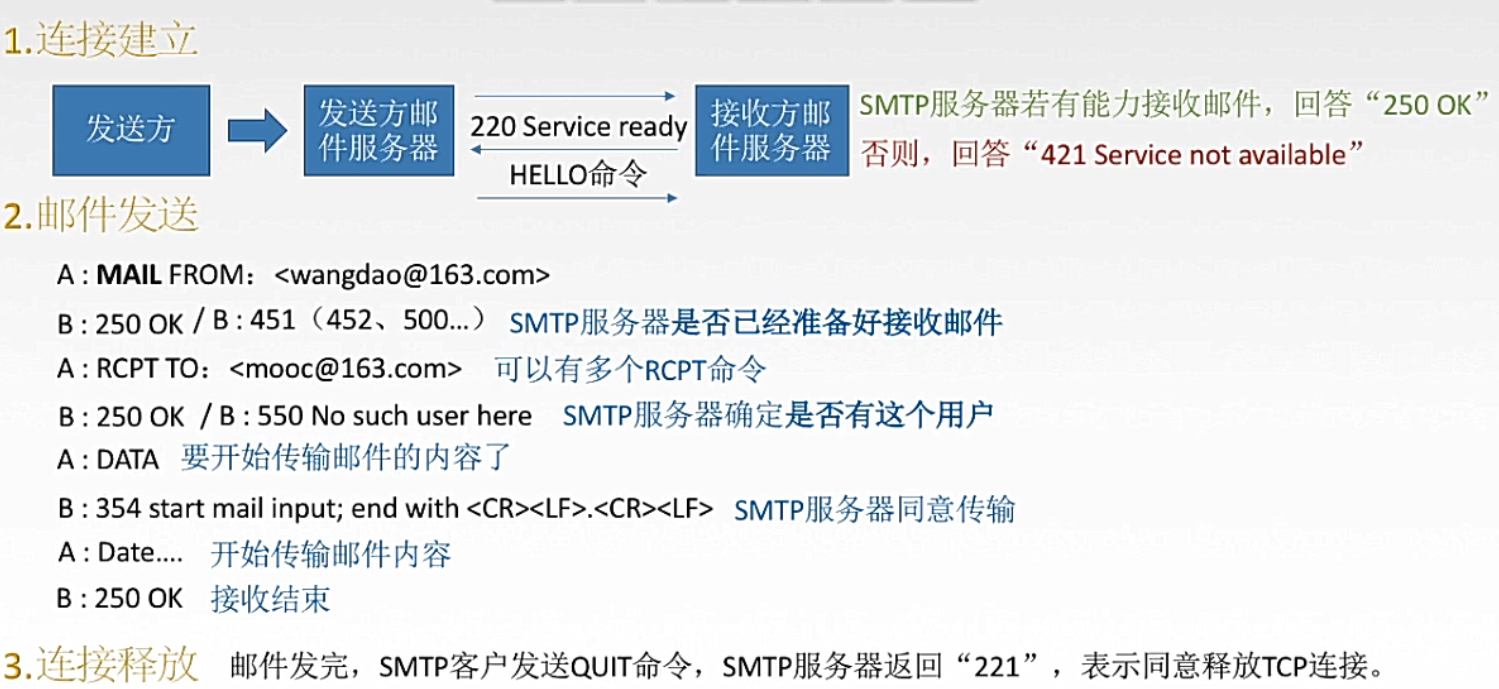 1.连接建立
发送方
发送方邮
件服务器
220 Service ready
HELLO命令
接收方邮
件服务器
SMTP服务器若有能力接收邮件，回答“250 OK”
否则，回答“421 Service not available”
2.邮件发送
A : MAIL FROM：<wangdao@163.com>
B : 250 OK / B : 451（452、500...） SMTP服务器是否已经准备好接收邮件
A : RCPT TO：<mooc@163.com> 可以有多个RCPT命令
B : 250 OK / B : 550 No such user here SMTP服务器确定是否有这个用户
A : DATA 要开始传输邮件的内容了
B : 354 start mail input; end with <CR><LF>.<CR><LF> SMTP服务器同意传输
A : Date.... 开始传输邮件内容
B : 250 OK 接收结束
3.连接释放 邮件发完，SMTP客户发送QUIT命令，SMTP服务器返回“221”，表示同意释放TCP连接。